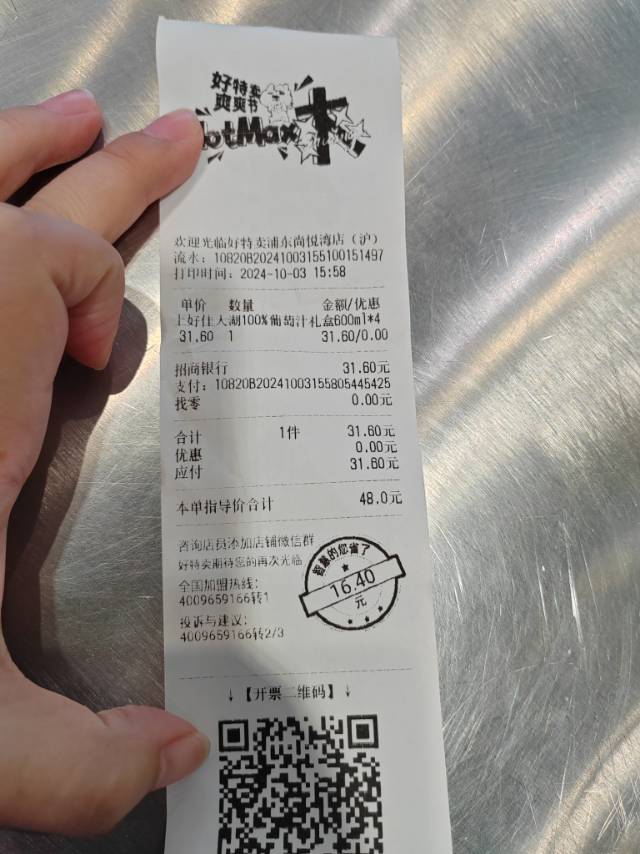 好特卖
爽爽节
HotMax
欢迎光临好特卖浦东尚悦湾店（沪）
流水：10820B20241003155100151497
打印时间：2024-10-03 15:58
单价 数量 金额/优惠
上好佳大湖100%葡萄汁礼盒600ml*4
31.60 1 31.60/0.00
招商银行 31.60元
支付：10820B20241003155805445425
找零 0.00元
合计 1件 31.60元
优惠 0.00元
应付 31.60元
本单指导价合计 48.0元
咨询店员添加店铺微信群
好特卖期待您的再次光临
全国加盟热线：
4009659166转1
投诉与建议：
4009659166转2/3
智慧的您省了
16.40
元
↓【开票二维码】↓